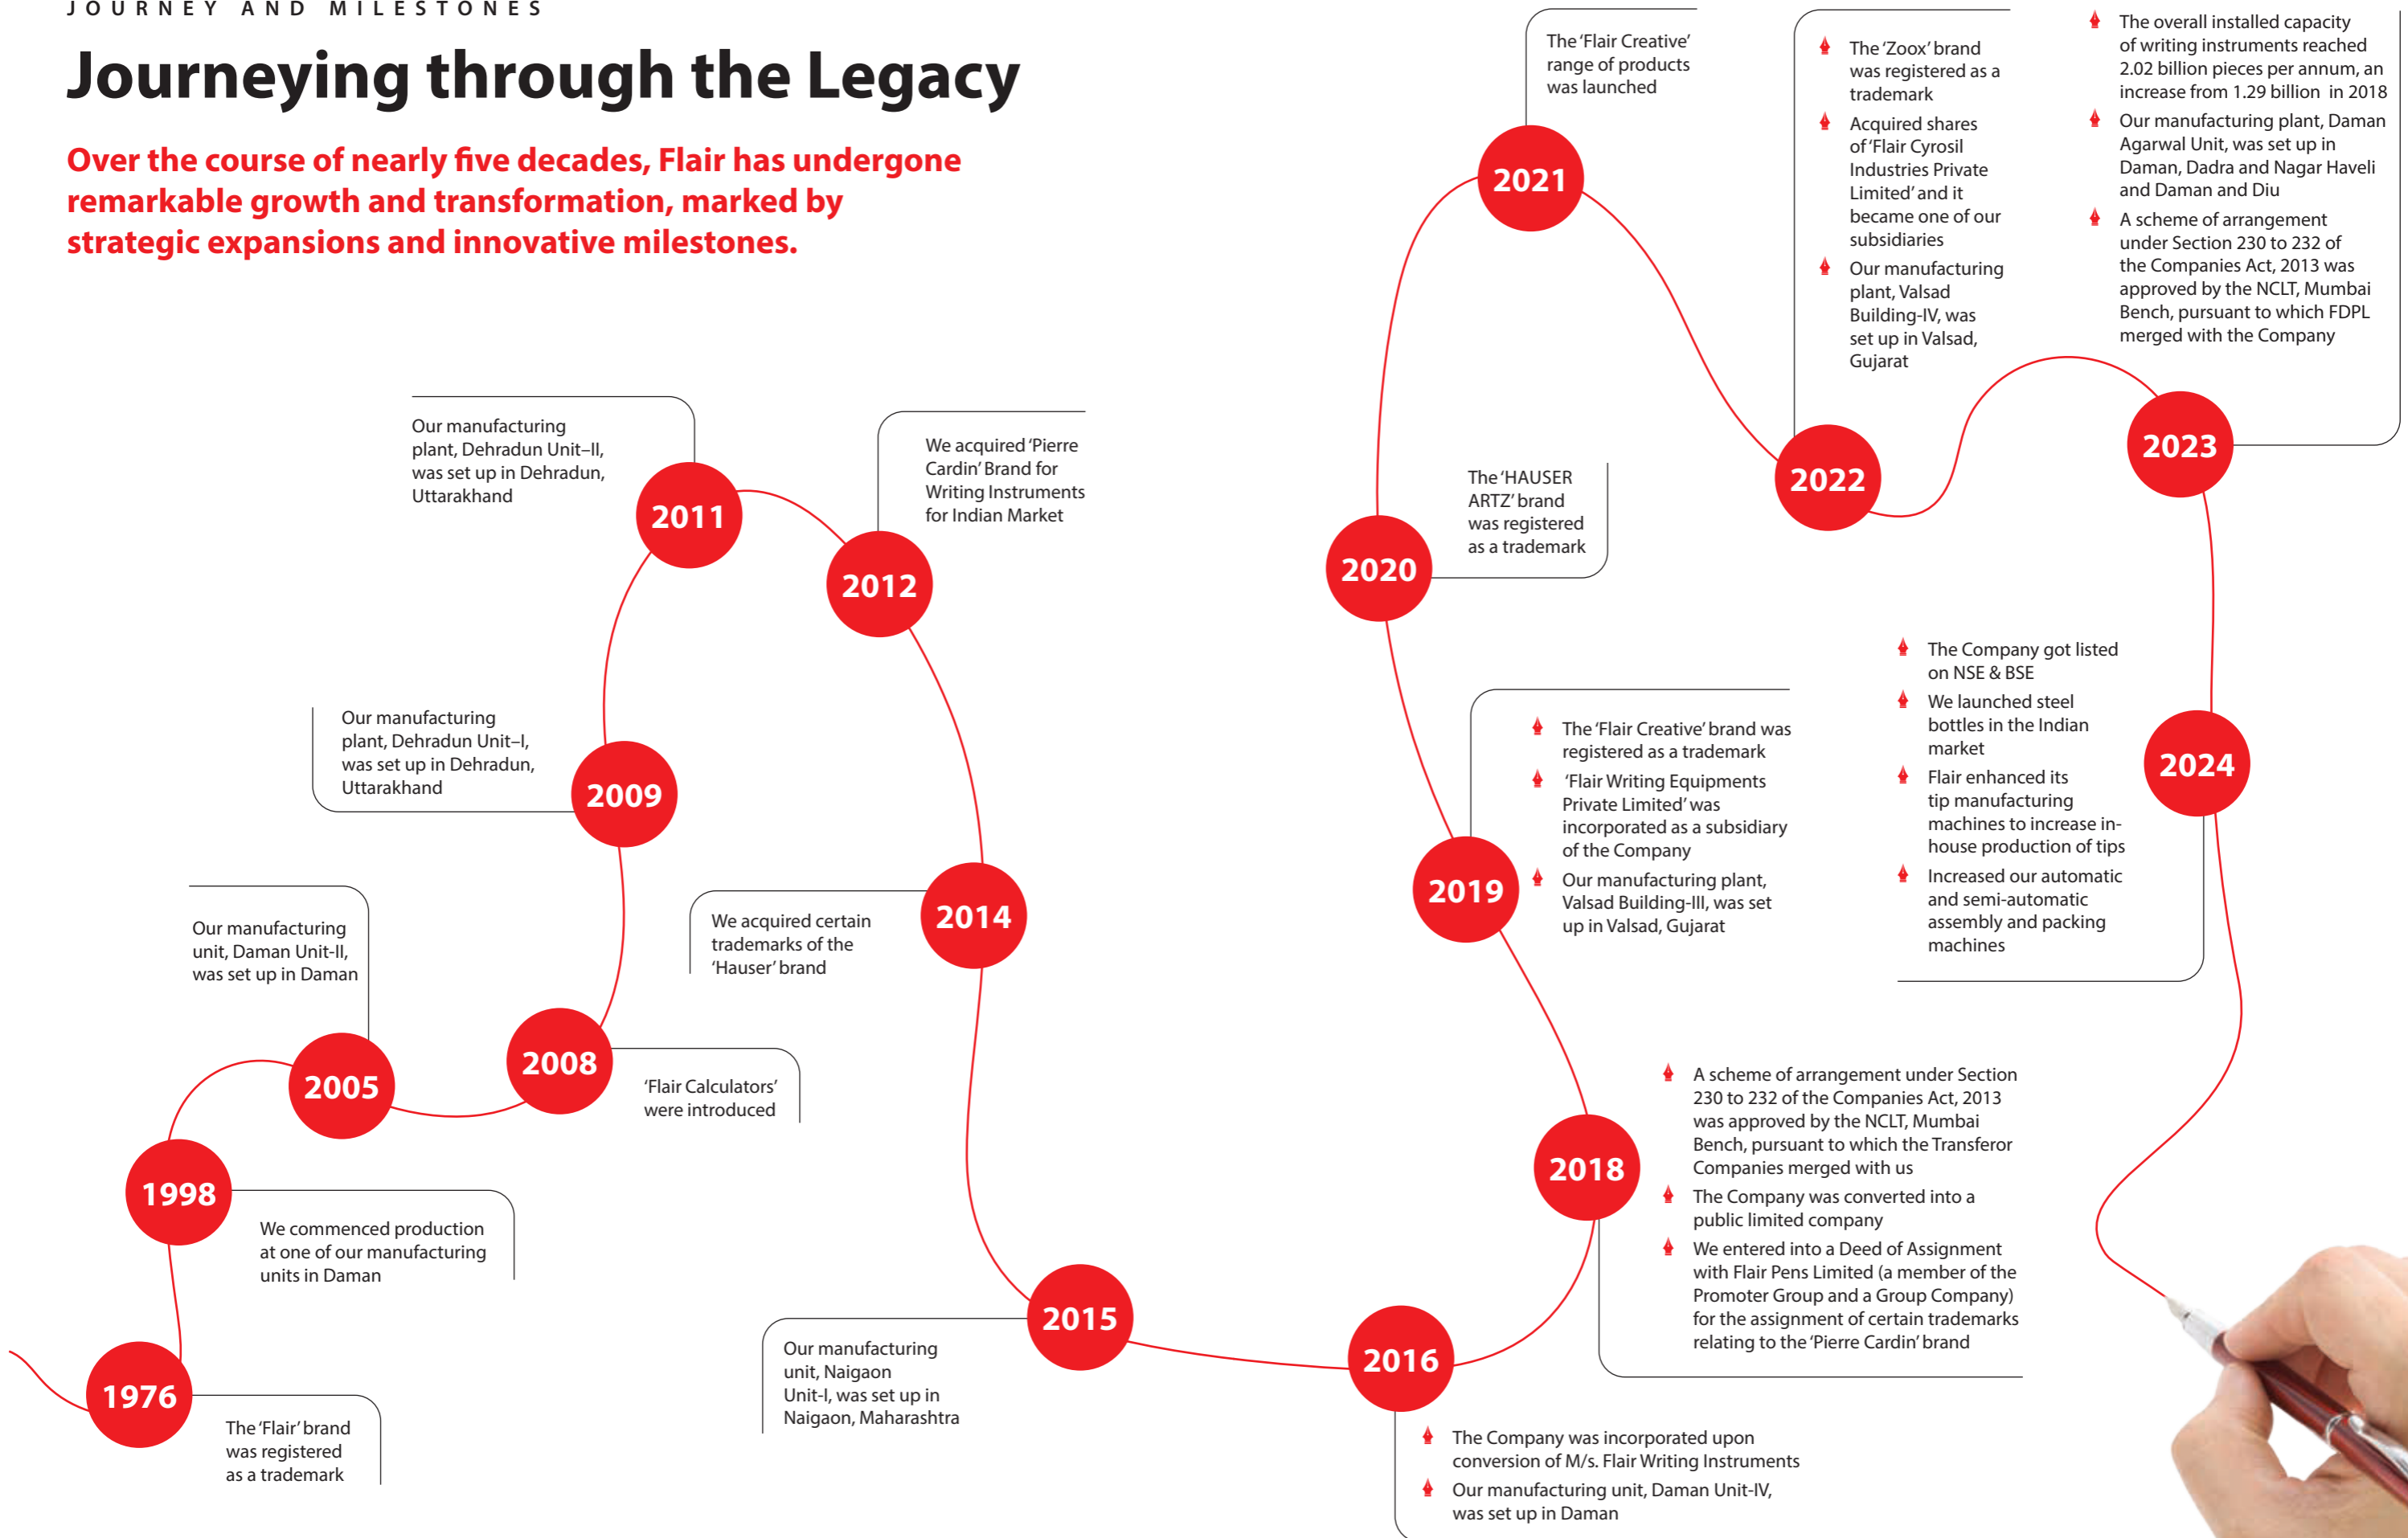 JOURNEY AND MILESTONES
Journeying through the Legacy
Over the course of nearly five decades, Flair has undergone
remarkable growth and transformation, marked by
strategic expansions and innovative milestones.
1976
The ‘Flair’ brand
was registered
as a trademark
1998
We commenced production
at one of our manufacturing
units in Daman
2005
Our manufacturing
unit, Daman Unit-II,
was set up in Daman
2008
‘Flair Calculators’
were introduced
2009
Our manufacturing
plant, Dehradun Unit–I,
was set up in Dehradun,
Uttarakhand
2011
Our manufacturing
plant, Dehradun Unit–II,
was set up in Dehradun,
Uttarakhand
2012
We acquired ‘Pierre
Cardin’ Brand for
Writing Instruments
for Indian Market
2014
We acquired certain
trademarks of the
‘Hauser’ brand
2015
Our manufacturing
unit, Naigaon
Unit-I, was set up in
Naigaon, Maharashtra
2016
The Company was incorporated upon
conversion of M/s. Flair Writing Instruments
Our manufacturing unit, Daman Unit-IV,
was set up in Daman
2018
A scheme of arrangement under Section
230 to 232 of the Companies Act, 2013
was approved by the NCLT, Mumbai
Bench, pursuant to which the Transferor
Companies merged with us
The Company was converted into a
public limited company
We entered into a Deed of Assignment
with Flair Pens Limited (a member of the
Promoter Group and a Group Company)
for the assignment of certain trademarks
relating to the ‘Pierre Cardin’ brand
2019
The ‘Flair Creative’ brand was
registered as a trademark
‘Flair Writing Equipments
Private Limited’ was
incorporated as a subsidiary
of the Company
Our manufacturing plant,
Valsad Building-III, was set
up in Valsad, Gujarat
2020
The ‘HAUSER
ARTZ’ brand
was registered
as a trademark
2021
The ‘Flair Creative’
range of products
was launched
2022
The ‘Zoox’ brand
was registered as a
trademark
Acquired shares
of ‘Flair Cyrosil
Industries Private
Limited’ and it
became one of our
subsidiaries
Our manufacturing
plant, Valsad
Building-IV, was
set up in Valsad,
Gujarat
2023
The overall installed capacity
of writing instruments reached
2.02 billion pieces per annum, an
increase from 1.29 billion in 2018
Our manufacturing plant, Daman
Agarwal Unit, was set up in
Daman, Dadra and Nagar Haveli
and Daman and Diu
A scheme of arrangement
under Section 230 to 232 of
the Companies Act, 2013 was
approved by the NCLT, Mumbai
Bench, pursuant to which FDPL
merged with the Company
2024
The Company got listed
on NSE & BSE
We launched steel
bottles in the Indian
market
Flair enhanced its
tip manufacturing
machines to increase in-
house production of tips
Increased our automatic
and semi-automatic
assembly and packing
machines